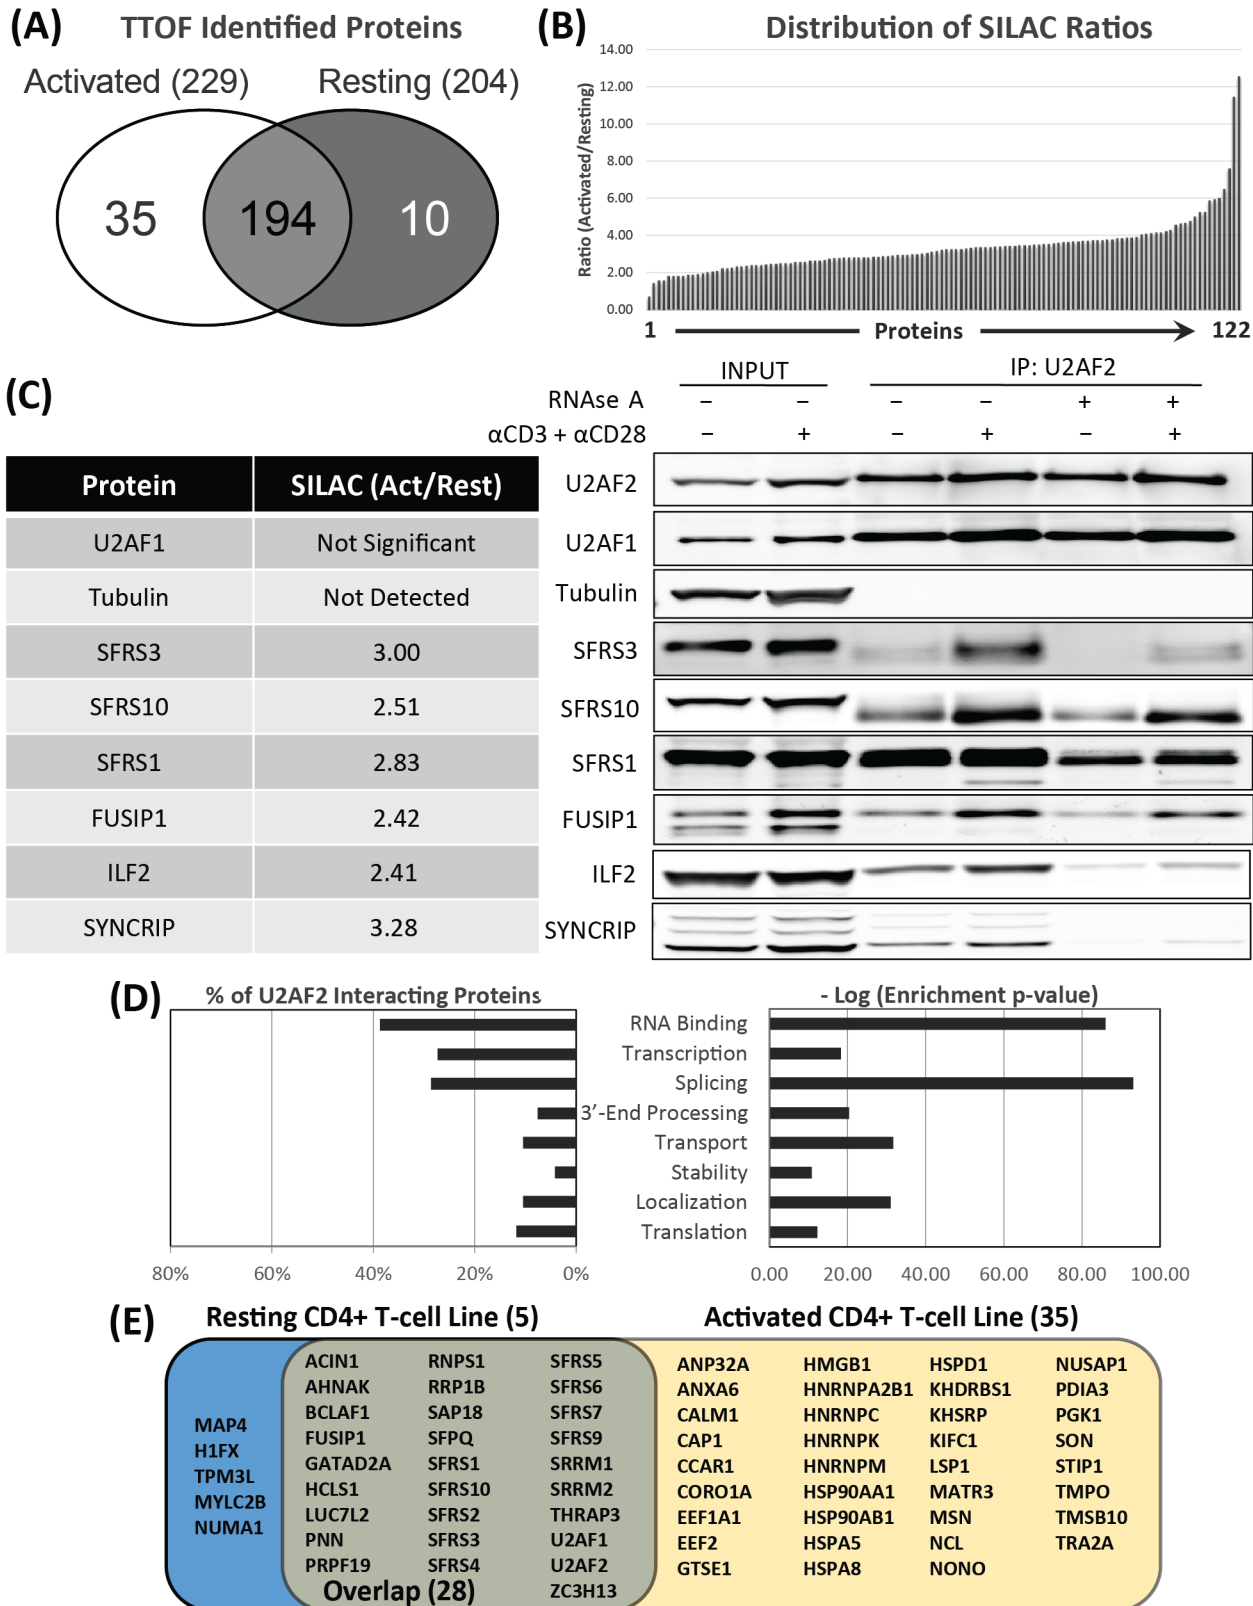 (A)
TTOF Identified Proteins
Activated (229)
Resting (204)
35
194
10
(B)
Distribution of SILAC Ratios
Ratio (Activated/Resting)
14.00
12.00
10.00
8.00
6.00
4.00
2.00
0.00
1
Proteins
122
(C)
Protein
SILAC (Act/Rest)
U2AF1
Not Significant
Tubulin
Not Detected
SFRS3
3.00
SFRS10
2.51
SFRS1
2.83
FUSIP1
2.42
ILF2
2.41
SYNCRIP
3.28
INPUT
IP: U2AF2
RNAse A
– – – – + +
αCD3 + αCD28
– + – + – +
U2AF2
U2AF1
Tubulin
SFRS3
SFRS10
SFRS1
FUSIP1
ILF2
SYNCRIP
(D)
% of U2AF2 Interacting Proteins
- Log (Enrichment p-value)
RNA Binding
Transcription
Splicing
3’-End Processing
Transport
Stability
Localization
Translation
80% 60% 40% 20% 0%
0.00 20.00 40.00 60.00 80.00 100.00
(E)
Resting CD4+ T-cell Line (5)
Activated CD4+ T-cell Line (35)
MAP4
H1FX
TPM3L
MYLC2B
NUMA1
ACIN1
AHNAK
BCLAF1
FUSIP1
GATAD2A
HCLS1
LUC7L2
PNN
PRPF19
RNPS1
RRP1B
SAP18
SFPQ
SFRS1
SFRS10
SFRS2
SFRS3
SFRS4
SFRS5
SFRS6
SFRS7
SFRS9
SRRM1
SRRM2
THRAP3
U2AF1
U2AF2
ZC3H13
Overlap (28)
ANP32A
ANXA6
CALM1
CAP1
CCAR1
CORO1A
EEF1A1
EEF2
GTSE1
HMGB1
HNRNPA2B1
HNRNPC
HNRNPK
HNRNPM
HSP90AA1
HSP90AB1
HSPA5
HSPA8
HSPD1
KHDRBS1
KHSRP
KIFC1
LSP1
MATR3
MSN
NCL
NONO
NUSAP1
PDIA3
PGK1
SON
STIP1
TMPO
TMSB10
TRA2A